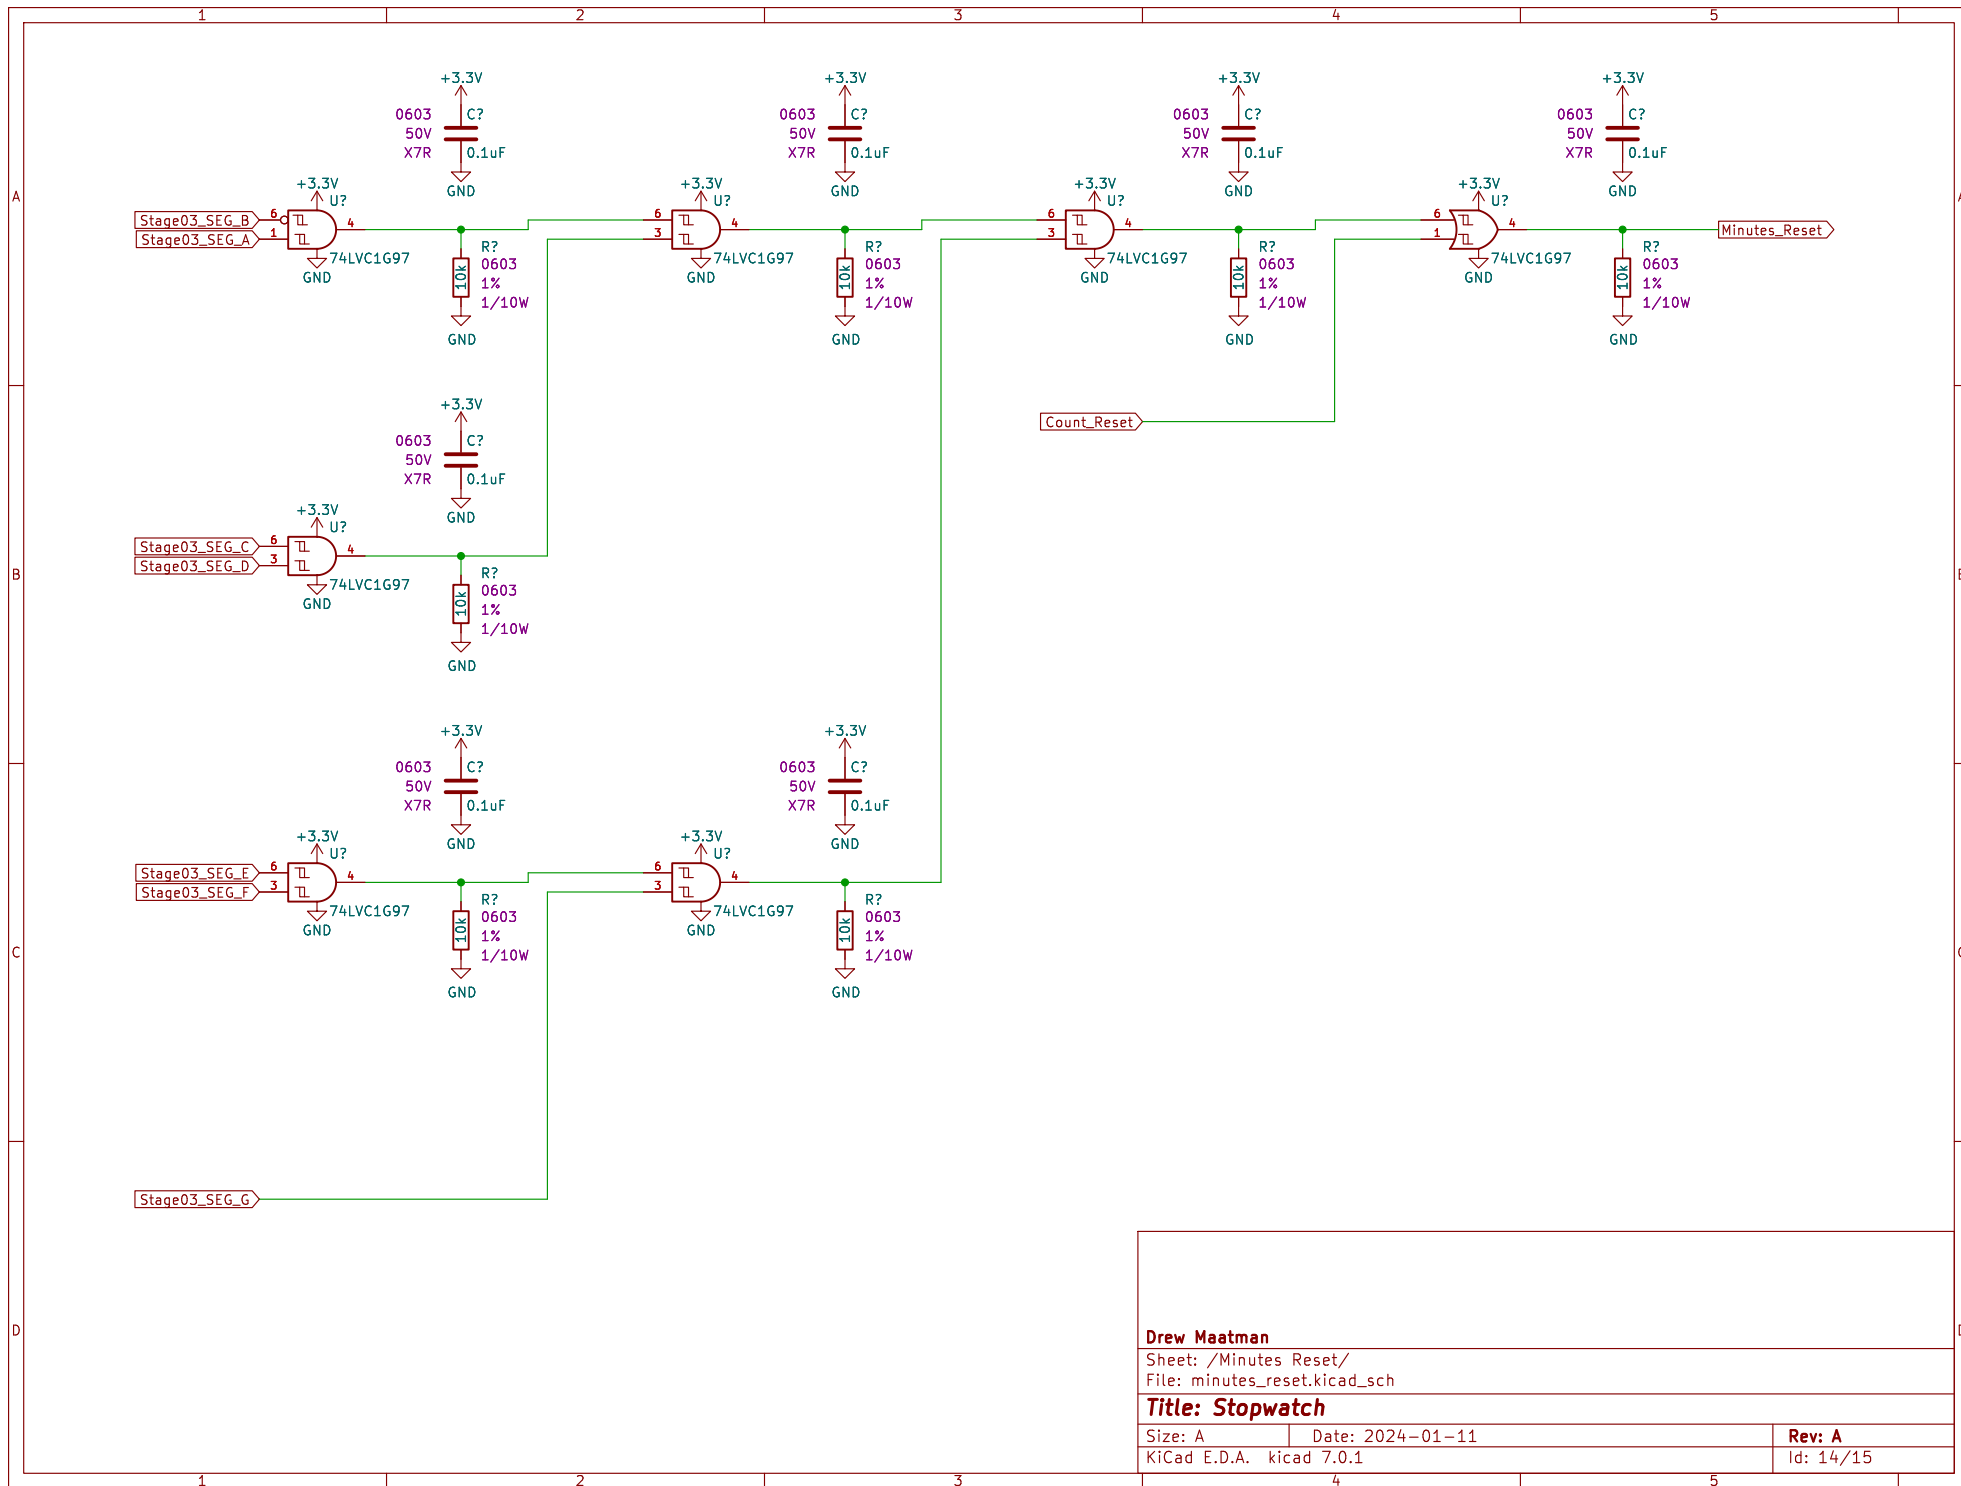 1 2 3 4 5
+3.3V +3.3V +3.3V +3.3V
0603 C? 0603 C? 0603 C? 0603 C?
50V 50V 50V 50V
X7R 0.1uF X7R 0.1uF X7R 0.1uF X7R 0.1uF
GND GND GND GND
+3.3V +3.3V +3.3V +3.3V
A U? U? U? U? A
Stage03_SEG_B 6 4 6 4 6 4 6 4 Minutes_Reset
Stage03_SEG_A 1 3 3 1
R? R? R? R?
74LVC1G97 0603 74LVC1G97 0603 74LVC1G97 0603 74LVC1G97 0603
GND 10k 1% GND 10k 1% GND 10k 1% GND 10k 1%
1/10W 1/10W 1/10W 1/10W
GND GND GND GND
+3.3V
Count_Reset
0603 C?
50V
X7R 0.1uF
GND
+3.3V
U?
Stage03_SEG_C 6 4
Stage03_SEG_D 3
B R?
74LVC1G97 0603
GND 10k 1%
1/10W
GND
+3.3V +3.3V
0603 C? 0603 C?
50V 50V
X7R 0.1uF X7R 0.1uF
GND GND
+3.3V +3.3V
U? U?
Stage03_SEG_E 6 4 6 4
Stage03_SEG_F 3 3
R? R?
74LVC1G97 0603 74LVC1G97 0603
GND 10k 1% GND 10k 1%
C 1/10W 1/10W
GND GND
Stage03_SEG_G
D
Drew Maatman
Sheet: /Minutes Reset/
File: minutes_reset.kicad_sch
Title: Stopwatch
Size: A Date: 2024-01-11 Rev: A
KiCad E.D.A. kicad 7.0.1 Id: 14/15
1 2 3 4 5